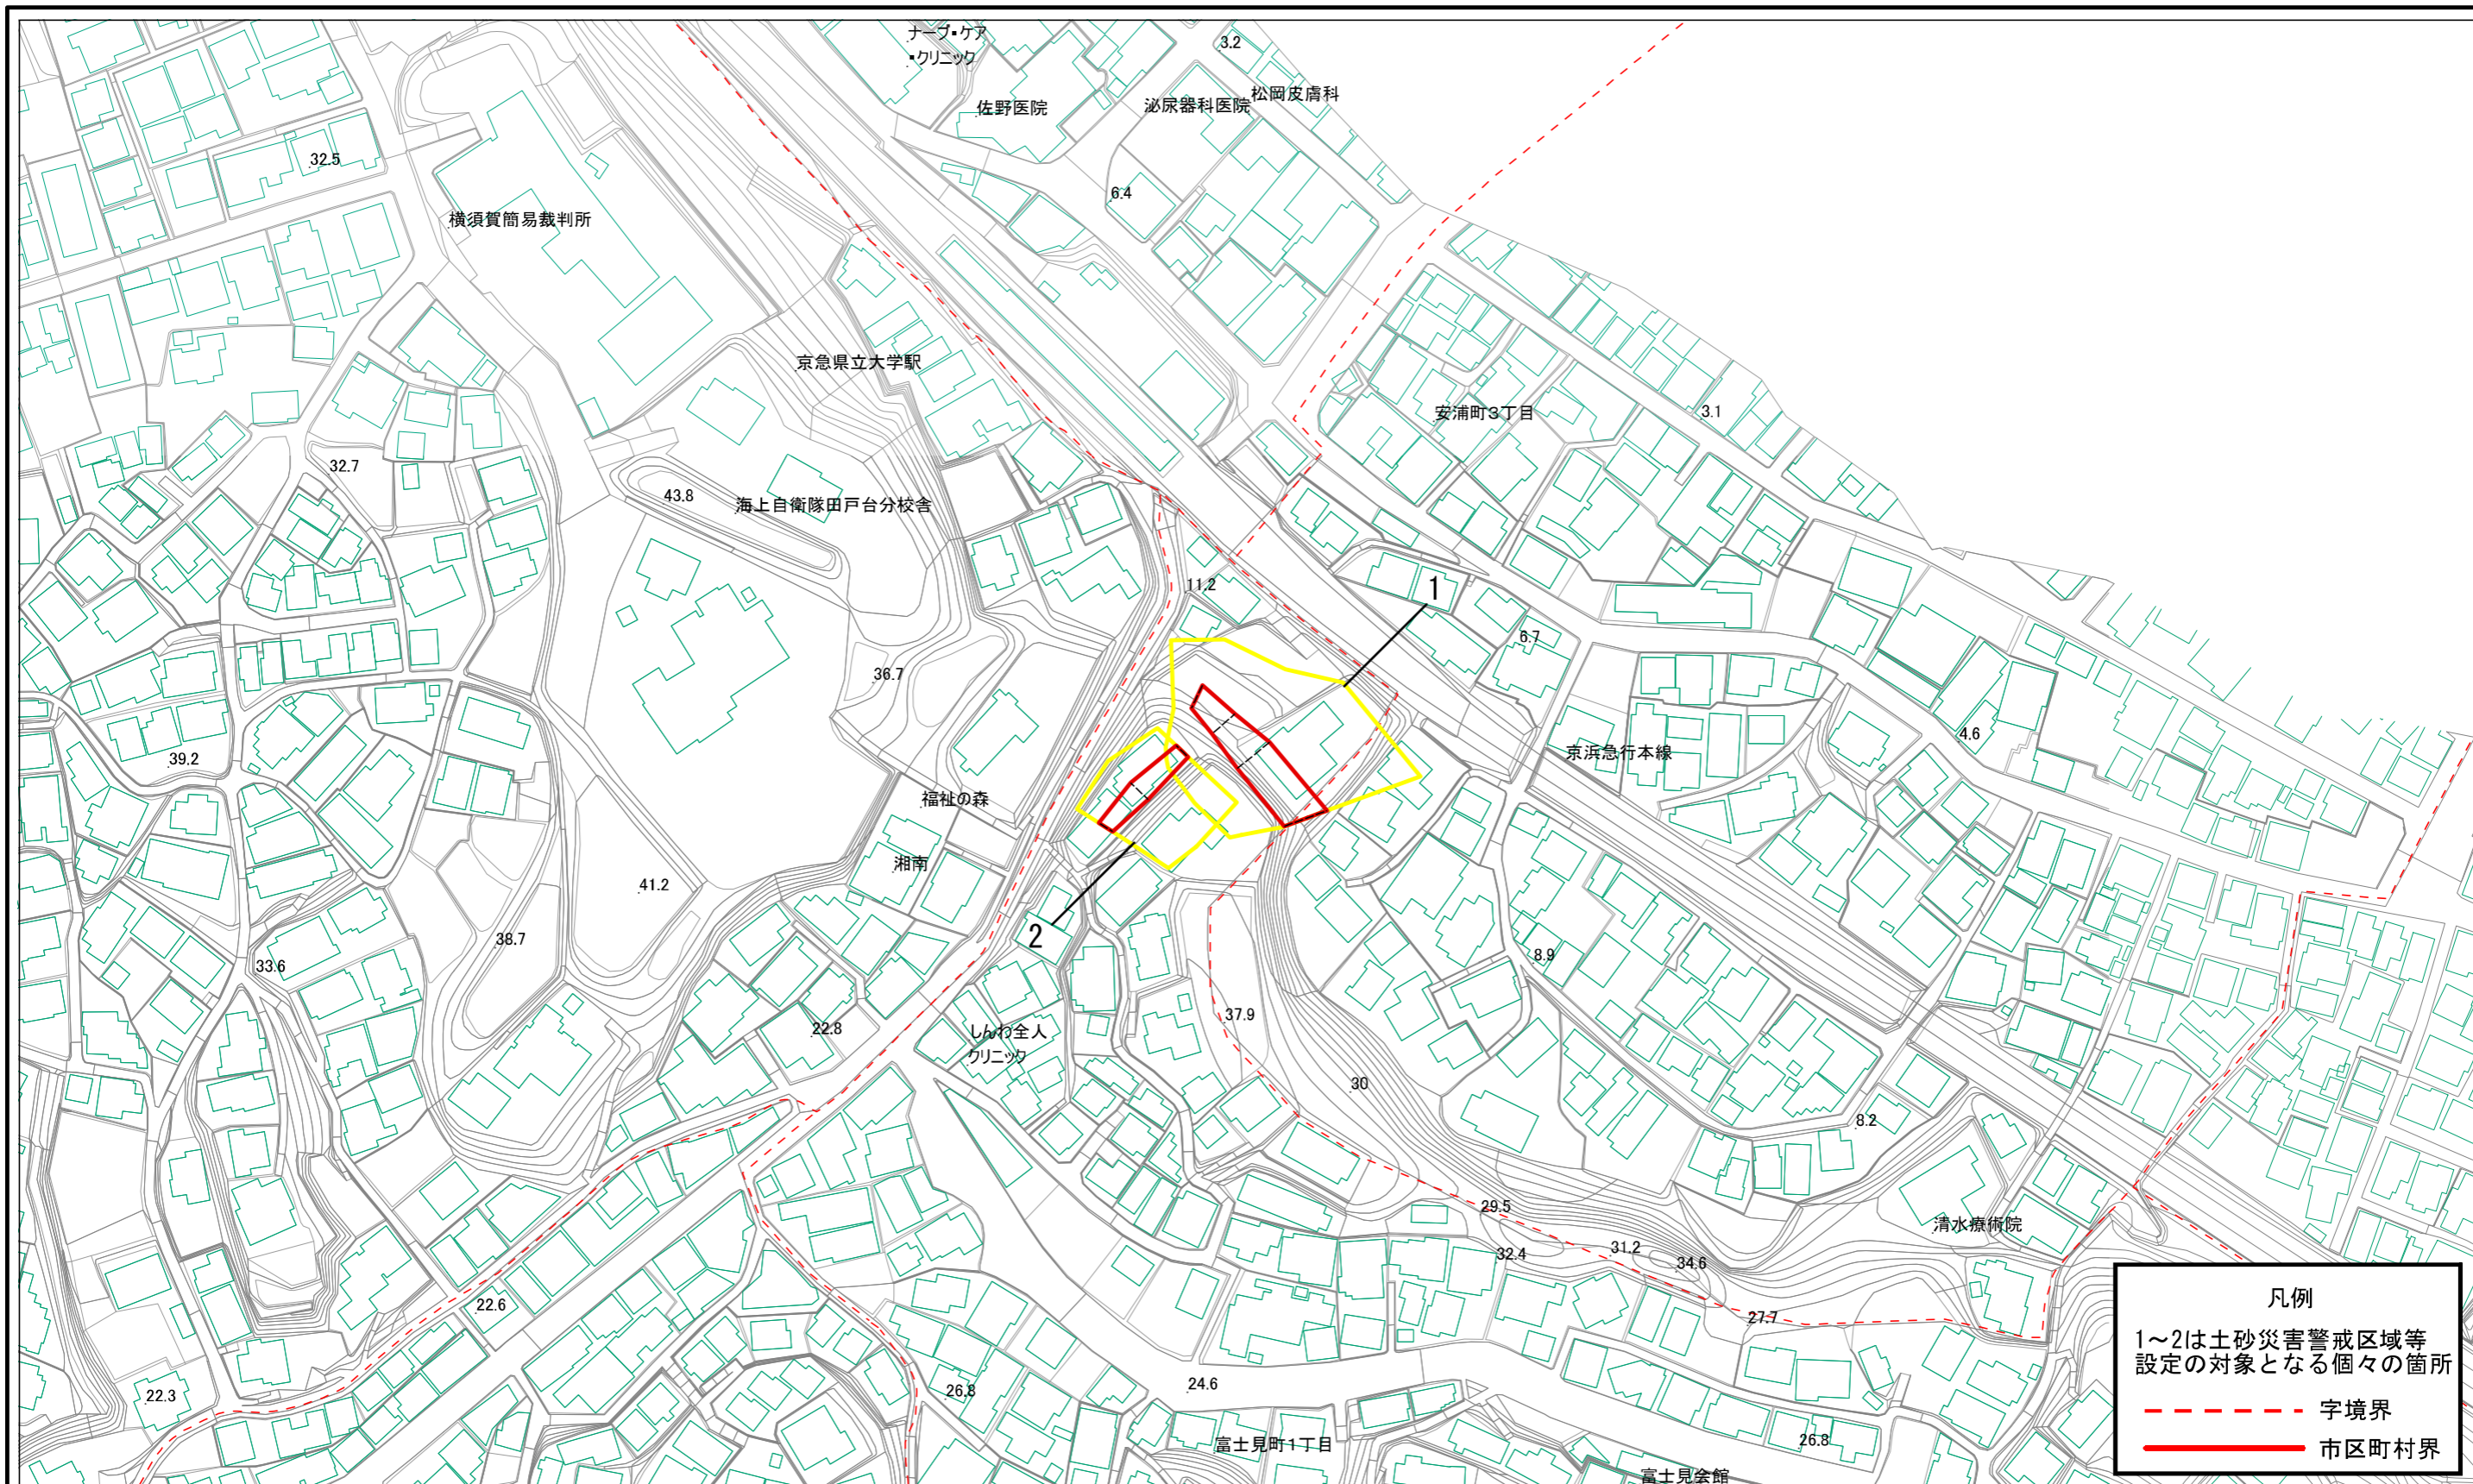 ナーブ・ケア
・クリニック
3.2
佐野医院
泌尿器科医院
松岡皮膚科
32.5
6.4
横須賀簡易裁判所
京急県立大学駅
安浦町3丁目
3.1
32.7
43.8
海上自衛隊田戸台分校舎
11.2
1
6.7
36.7
39.2
京浜急行本線
4.6
福祉の森
湘南
41.2
2
38.7
33.6
8.9
37.9
22.8
しんわ全人
クリニック
30
8.2
29.5
清水療術院
32.4
31.2
34.6
22.6
27.7
22.3
26.8
24.6
富士見町1丁目
26.8
富士見会館
凡例
1～2は土砂災害警戒区域等
設定の対象となる個々の箇所
字境界
市区町村界